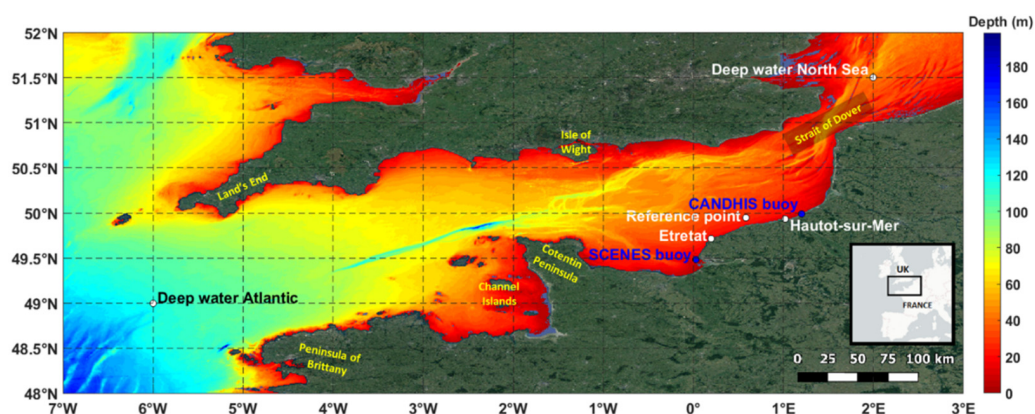 Depth (m)
52°N
51.5°N
51°N
50.5°N
50°N
49.5°N
49°N
48.5°N
48°N
7°W
6°W
5°W
4°W
3°W
2°W
1°W
0°
1°E
2°E
3°E
180
160
140
120
100
80
60
40
20
0
Deep water North Sea
Strait of Dover
Isle of
Wight
Land's End
CANDHIS buoy
Reference point
Hautot-sur-Mer
Etretat
SCENES buoy
Cotentin
Peninsula
Channel
Islands
Deep water Atlantic
Peninsula of
Brittany
UK
FRANCE
0 25 50 75 100 km